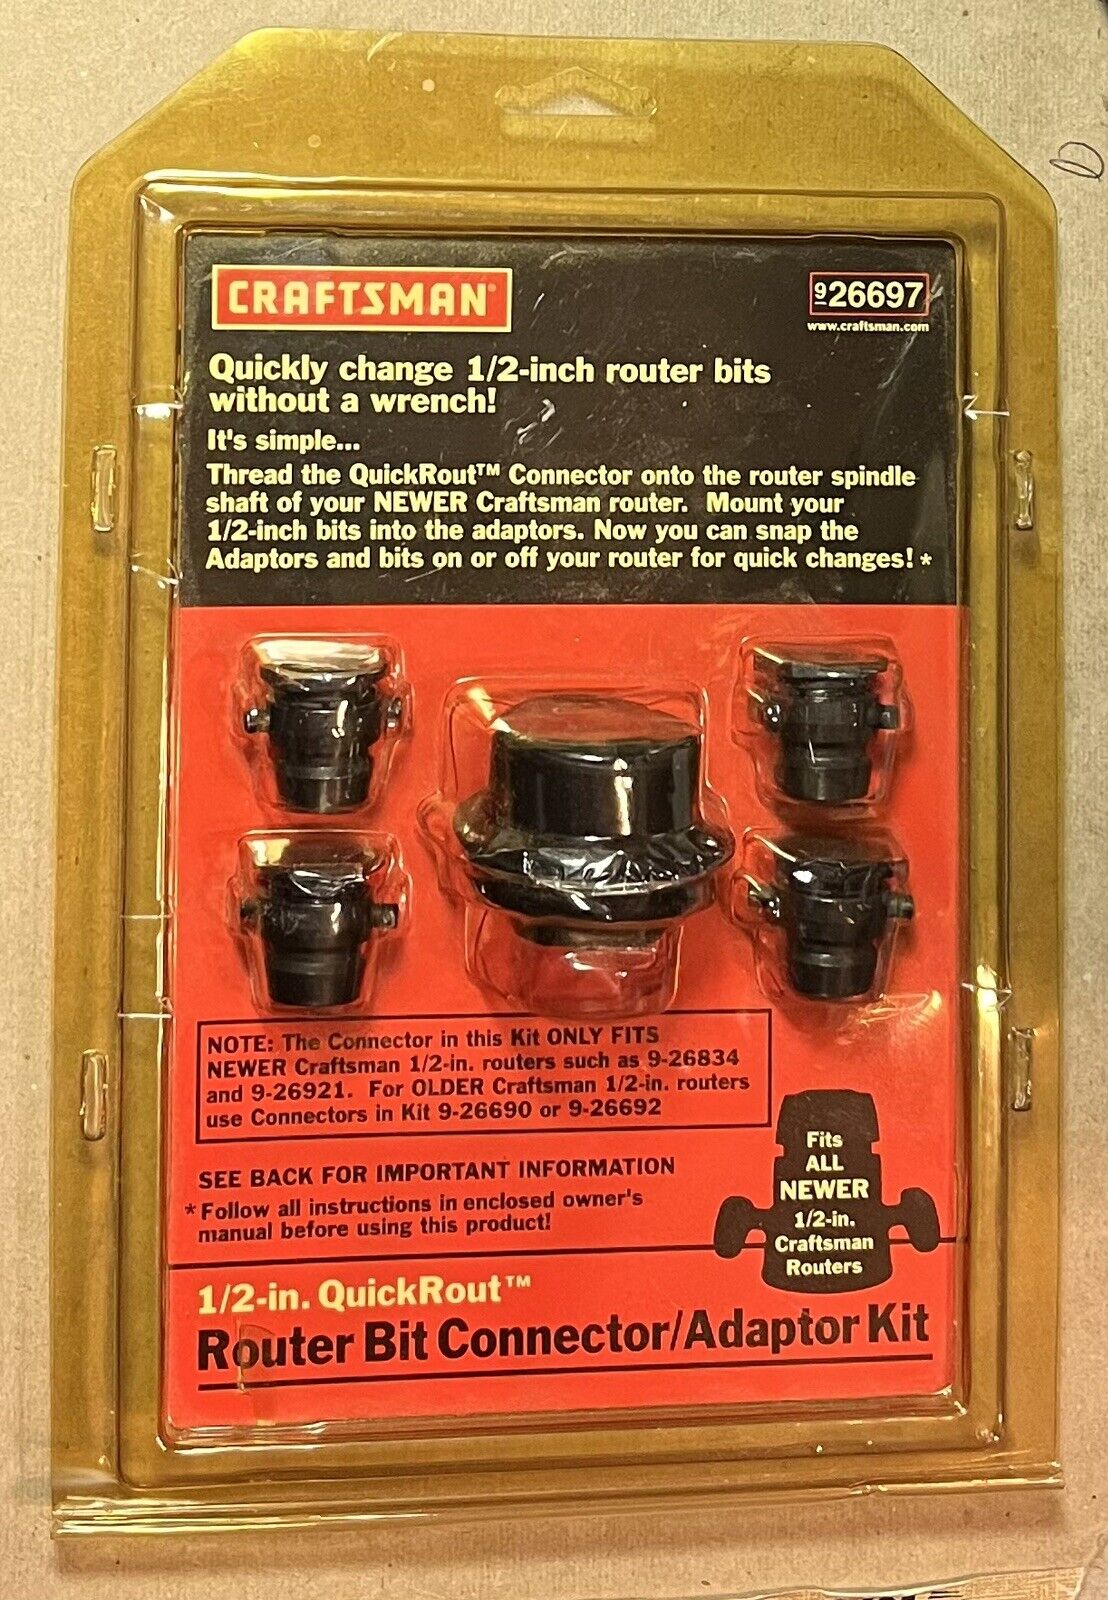 CRAFTSMAN®
9-26697
www.craftsman.com
Quickly change 1/2-inch router bits
without a wrench!
It's simple...
Thread the QuickRout™ Connector onto the router spindle
shaft of your NEWER Craftsman router. Mount your
1/2-inch bits into the adaptors. Now you can snap the
Adaptors and bits on or off your router for quick changes! *
NOTE: The Connector in this Kit ONLY FITS
NEWER Craftsman 1/2-in. routers such as 9-26834
and 9-26921. For OLDER Craftsman 1/2-in. routers
use Connectors in Kit 9-26690 or 9-26692
SEE BACK FOR IMPORTANT INFORMATION
* Follow all instructions in enclosed owner's
manual before using this product!
Fits
ALL
NEWER
1/2-in.
Craftsman
Routers
1/2-in. QuickRout™
Router Bit Connector/Adaptor Kit